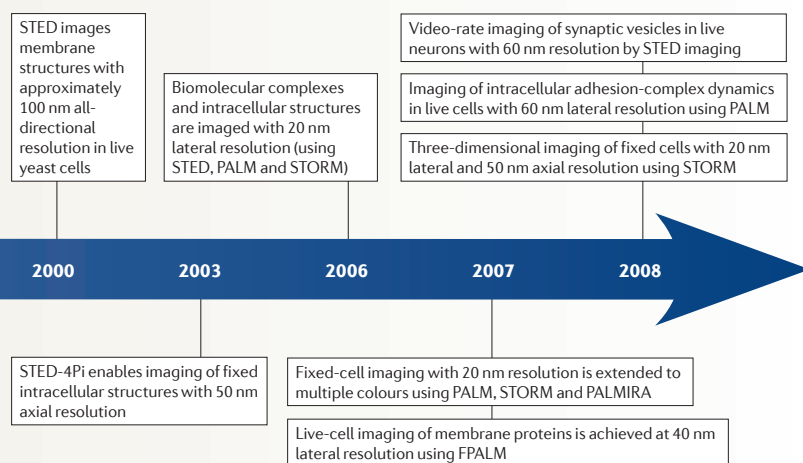 STED images
membrane
structures with
approximately
100 nm all-
directional
resolution in live
yeast cells
Biomolecular complexes
and intracellular structures
are imaged with 20 nm
lateral resolution (using
STED, PALM and STORM)
Video-rate imaging of synaptic vesicles in live
neurons with 60 nm resolution by STED imaging
Imaging of intracellular adhesion-complex dynamics
in live cells with 60 nm lateral resolution using PALM
Three-dimensional imaging of fixed cells with 20 nm
lateral and 50 nm axial resolution using STORM
2000 2003 2006 2007 2008
STED-4Pi enables imaging of fixed
intracellular structures with 50 nm
axial resolution
Fixed-cell imaging with 20 nm resolution is extended to
multiple colours using PALM, STORM and PALMIRA
Live-cell imaging of membrane proteins is achieved at 40 nm
lateral resolution using FPALM